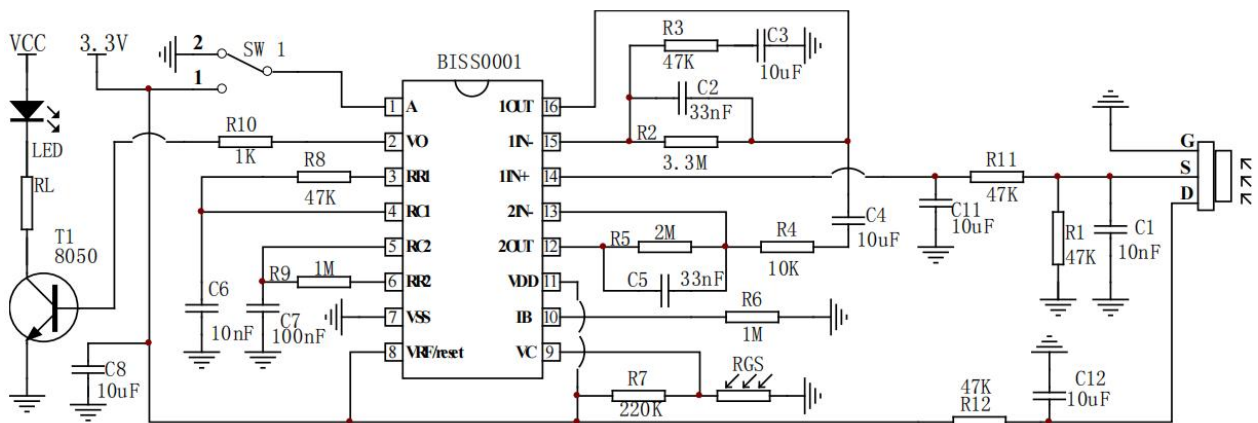 VCC
3.3V
2
SW 1
1
LED
RL
T1
8050
R10
1K
R8
47K
R9
1M
C6
10nF
C7
100nF
C8
10uF
BISS0001
1
A
2
VO
3
RR1
4
RC1
5
RC2
6
RR2
7
VSS
8
VRF/reset
1OUT
16
1IN-
15
1IN+
14
2IN-
13
2OUT
12
VDD
11
IB
10
VC
9
R3
47K
C3
10uF
C2
33nF
R2
3.3M
R5
2M
C5
33nF
R4
10K
C4
10uF
R6
1M
R7
220K
RGS
C11
10uF
R11
47K
R1
47K
C1
10nF
G
S
D
47K
R12
C12
10uF